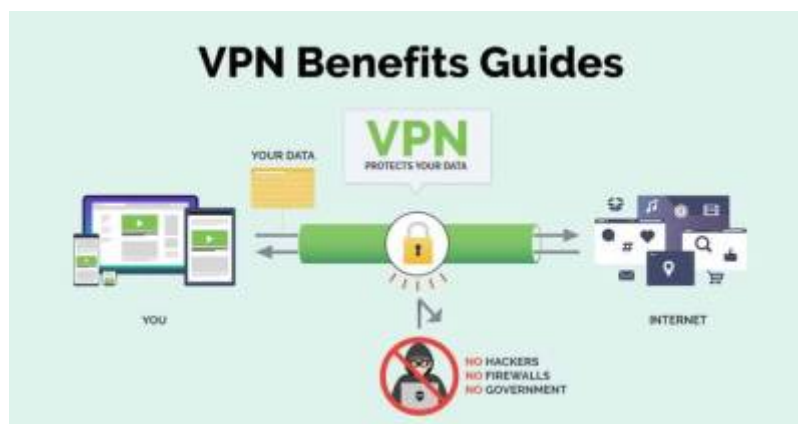 VPN Benefits Guides
VPN
PROTECTS YOUR DATA
YOUR DATA
YOU
INTERNET
NO HACKERS
NO FIREWALLS
NO GOVERNMENT